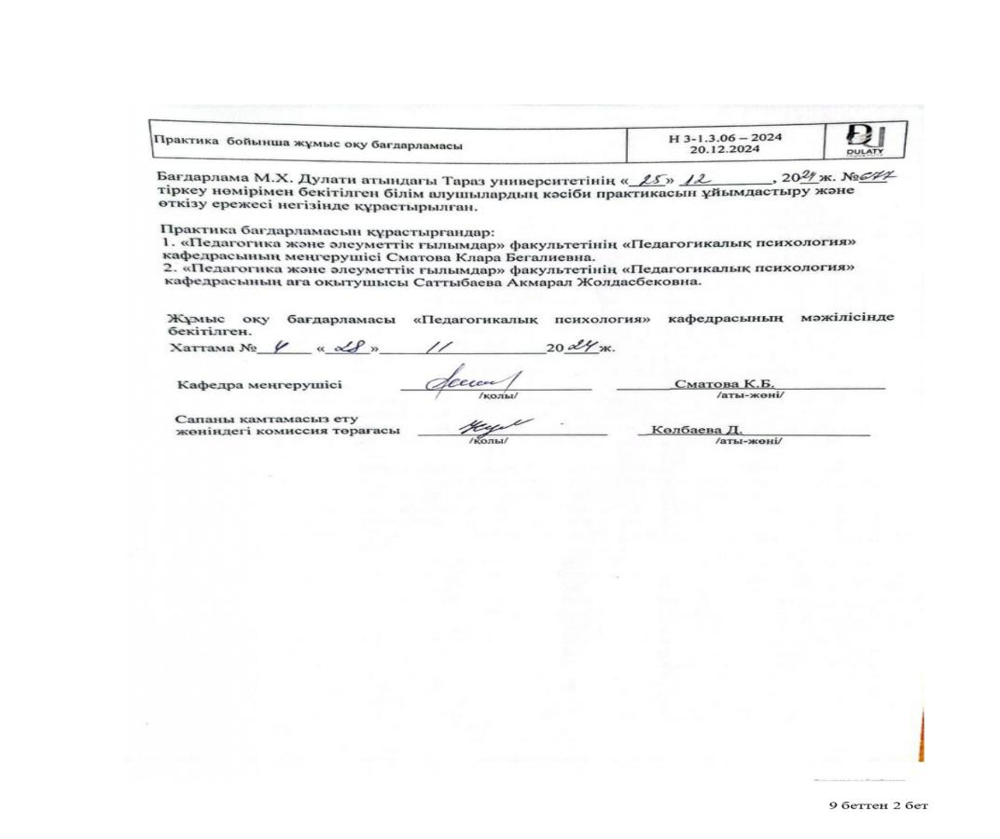 Практика бойынша жұмыс оқу бағдарламасы
Н 3-1.3.06 – 2024
20.12.2024
DULATY
Бағдарлама М.Х. Дулати атындағы Тараз университетінің «25» 12, 2024 ж. №677
тіркеу нөмірімен бекітілген білім алушылардың кәсіби практикасын ұйымдастыру және
өткізу ережесі негізінде құрастырылған.
Практика бағдарламасын құрастырғандар:
1. «Педагогика және әлеуметтік ғылымдар» факультетінің «Педагогикалық психология»
кафедрасының меңгерушісі Сматова Клара Бегалиевна.
2. «Педагогика және әлеуметтік ғылымдар» факультетінің «Педагогикалық психология»
кафедрасының аға оқытушысы Саттыбаева Акмарал Жолдасбековна.
Жұмыс оқу бағдарламасы «Педагогикалық психология» кафедрасының мәжілісінде
бекітілген.
Хаттама № 4 «28» 11 2024 ж.
Кафедра меңгерушісі Сматова К.Б.
/қолы/ /аты-жөні/
Сапаны қамтамасыз ету
жөніндегі комиссия төрағасы Көлбаева Д.
/қолы/ /аты-жөні/
9 беттен 2 бет